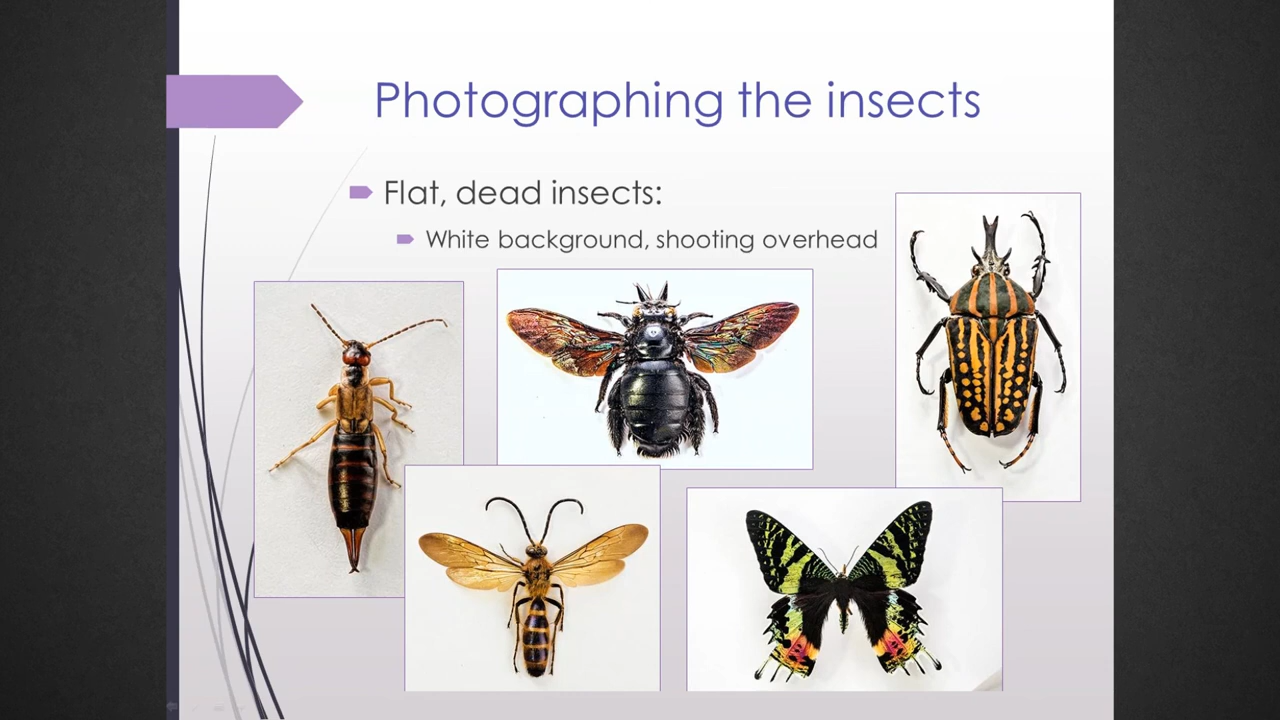 Photographing the insects
Flat, dead insects:
White background, shooting overhead